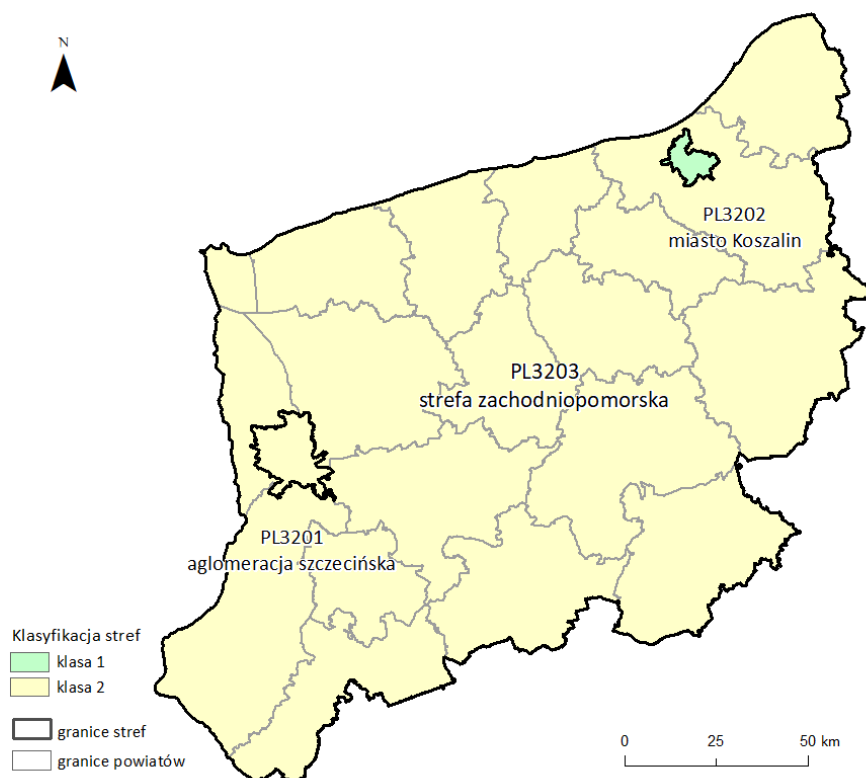 N
PL3202
miasto Koszalin
PL3203
strefa zachodniopomorska
PL3201
aglomeracja szczecińska
Klasyfikacja stref
klasa 1
klasa 2
granice stref
granice powiatów
0 25 50 km